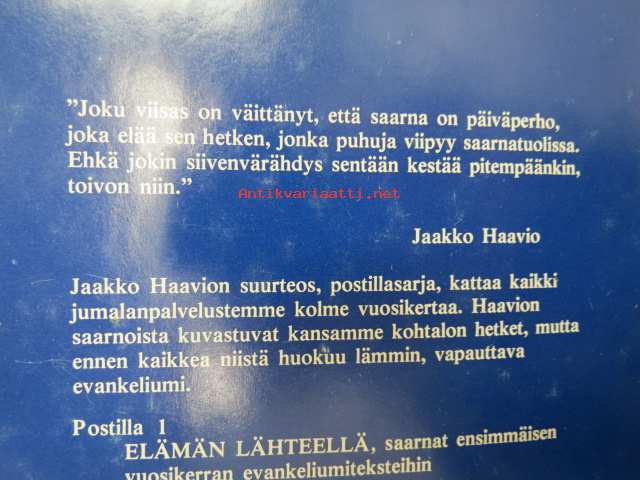 ”Joku viisas on väittänyt, että saarna on päiväperho,
joka elää sen hetken, jonka puhuja viipyy saarnatuolissa.
Ehkä jokin siivenvärähdys sentään kestää pitempäänkin,
toivon niin.”
Antikvariaatti.net
Jaakko Haavio
Jaakko Haavion suurteos, postillasarja, kattaa kaikki
jumalanpalvelustemme kolme vuosikertaa. Haavion
saarnoista kuvastuvat kansamme kohtalon hetket, mutta
ennen kaikkea niistä huokuu lämmin, vapauttava
evankeliumi.
Postilla 1
ELÄMÄN LÄHTEELLÄ, saarnat ensimmäisen
vuosikerran evankeliumiteksteihin